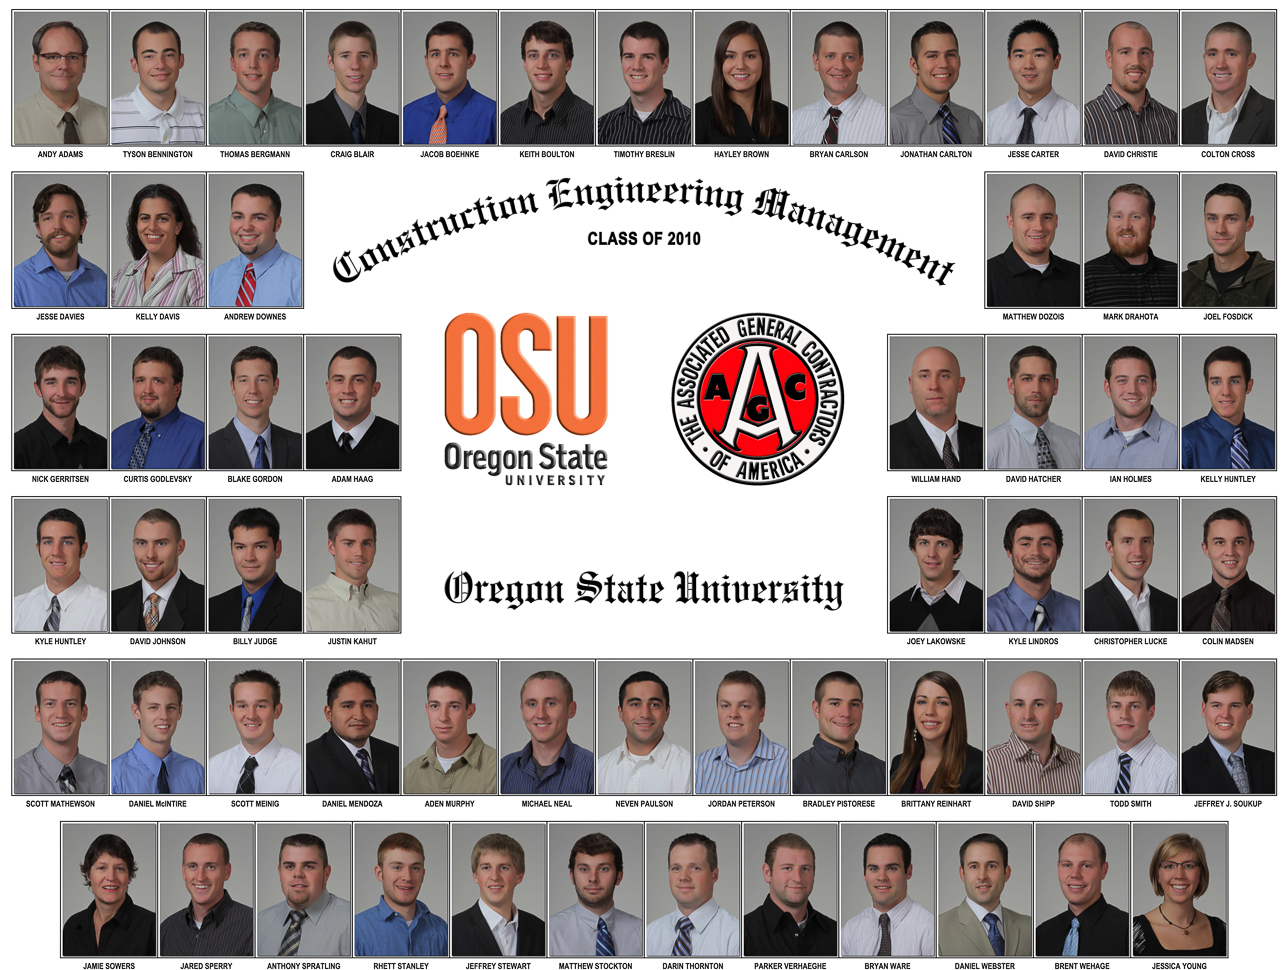 ANDY ADAMS TYSON BENNINGTON THOMAS BERGMANN CRAIG BLAIR JACOB BOEHNKE KEITH BOULTON TIMOTHY BRESLIN HAYLEY BROWN BRYAN CARLSON JONATHAN CARLTON JESSE CARTER DAVID CHRISTIE COLTON CROSS
Construction Engineering Management
CLASS OF 2010
JESSE DAVIES KELLY DAVIS ANDREW DOWNES MATTHEW DOZOIS MARK DRAHOTA JOEL FOSDICK
OSU
Oregon State
UNIVERSITY
THE ASSOCIATED GENERAL CONTRACTORS
OF AMERICA
AGC
NICK GERRITSEN CURTIS GODLEVSKY BLAKE GORDON ADAM HAAG WILLIAM HAND DAVID HATCHER IAN HOLMES KELLY HUNTLEY
Oregon State University
KYLE HUNTLEY DAVID JOHNSON BILLY JUDGE JUSTIN KAHUT JOEY LAKOWSKE KYLE LINDROS CHRISTOPHER LUCKE COLIN MADSEN
SCOTT MATHEWSON DANIEL McINTIRE SCOTT MEINIG DANIEL MENDOZA ADEN MURPHY MICHAEL NEAL NEVEN PAULSON JORDAN PETERSON BRADLEY PISTORESE BRITTANY REINHART DAVID SHIPP TODD SMITH JEFFREY J. SOUKUP
JAMIE SOWERS JARED SPERRY ANTHONY SPRATLING RHETT STANLEY JEFFREY STEWART MATTHEW STOCKTON DARIN THORNTON PARKER VERHAEGHE BRYAN WARE DANIEL WEBSTER BRENT WEHAGE JESSICA YOUNG